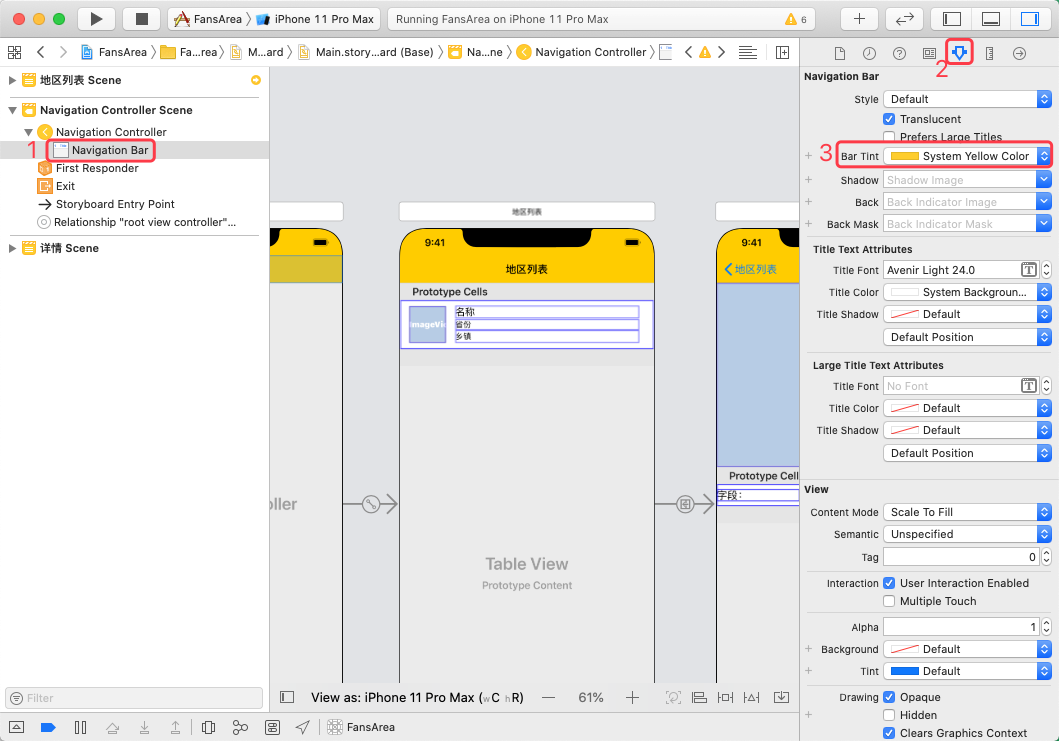 FansArea
iPhone 11 Pro Max
Running FansArea on iPhone 11 Pro Max
6
FansArea
Fa...rea
M...ard
Main.story...ard (Base)
Na...ne
Navigation Controller
地区列表 Scene
Navigation Controller Scene
Navigation Controller
1
Navigation Bar
First Responder
Exit
Storyboard Entry Point
Relationship "root view controller"...
详情 Scene
Filter
地区列表
9:41
地区列表
Prototype Cells
ImageVie
名称
省份
乡镇
Table View
Prototype Content
oller
9:41
地区列表
Prototype Cell
字段：
View as: iPhone 11 Pro Max (wC hR)
61%
FansArea
2
Navigation Bar
Style
Default
Translucent
Prefers Large Titles
3
Bar Tint
System Yellow Color
Shadow
Shadow Image
Back
Back Indicator Image
Back Mask
Back Indicator Mask
Title Text Attributes
Title Font
Avenir Light 24.0
T
Title Color
System Backgroun...
Title Shadow
Default
Default Position
Large Title Text Attributes
Title Font
No Font
T
Title Color
Default
Title Shadow
Default
Default Position
View
Content Mode
Scale To Fill
Semantic
Unspecified
Tag
0
Interaction
User Interaction Enabled
Multiple Touch
Alpha
1
Background
Default
Tint
Default
Drawing
Opaque
Hidden
Clears Graphics Context